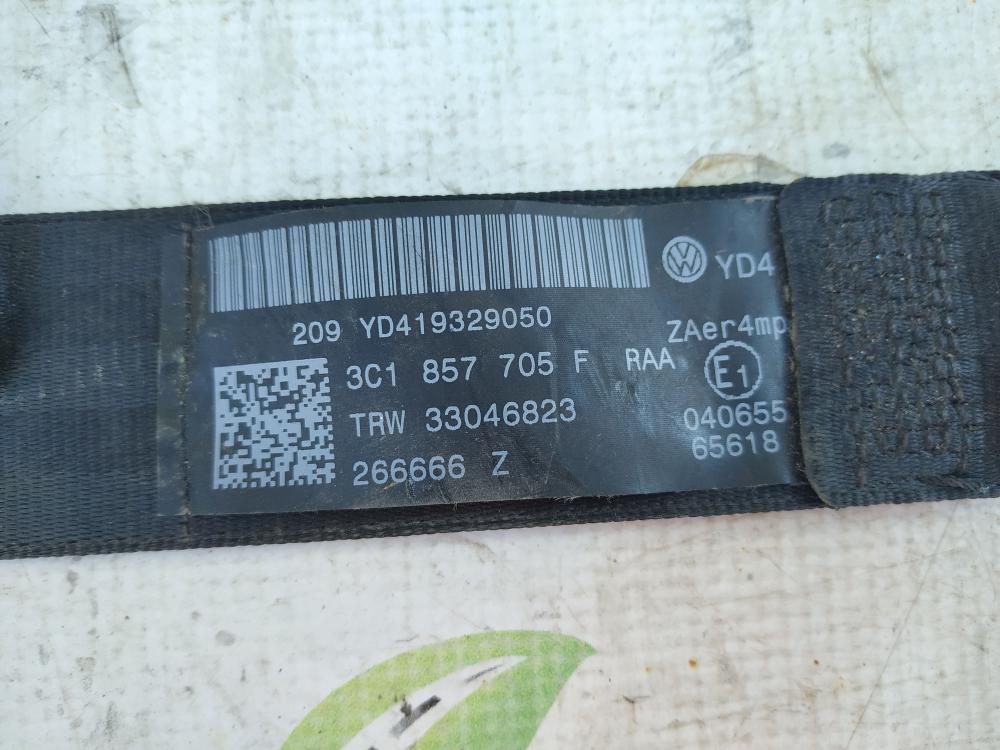 YD4
209 YD419329050
ZAer4mp
3C1 857 705 F RAA
E1
TRW 33046823
040655
266666 Z
65618